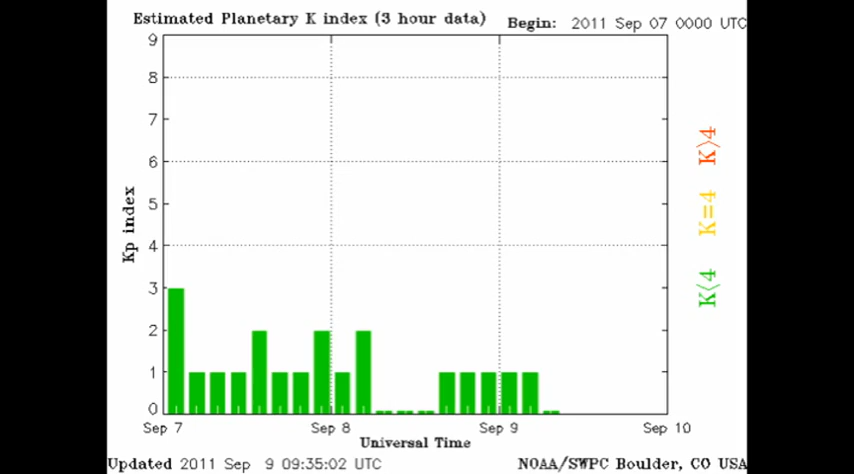 Estimated Planetary K index (3 hour data)
Begin: 2011 Sep 07 0000 UTC
9
8
7
6
5
4
3
2
1
0
Kp index
K>4
K=4
K<4
Sep 7
Sep 8
Sep 9
Sep 10
Universal Time
Updated 2011 Sep 9 09:35:02 UTC
NOAA/SWPC Boulder, CO USA